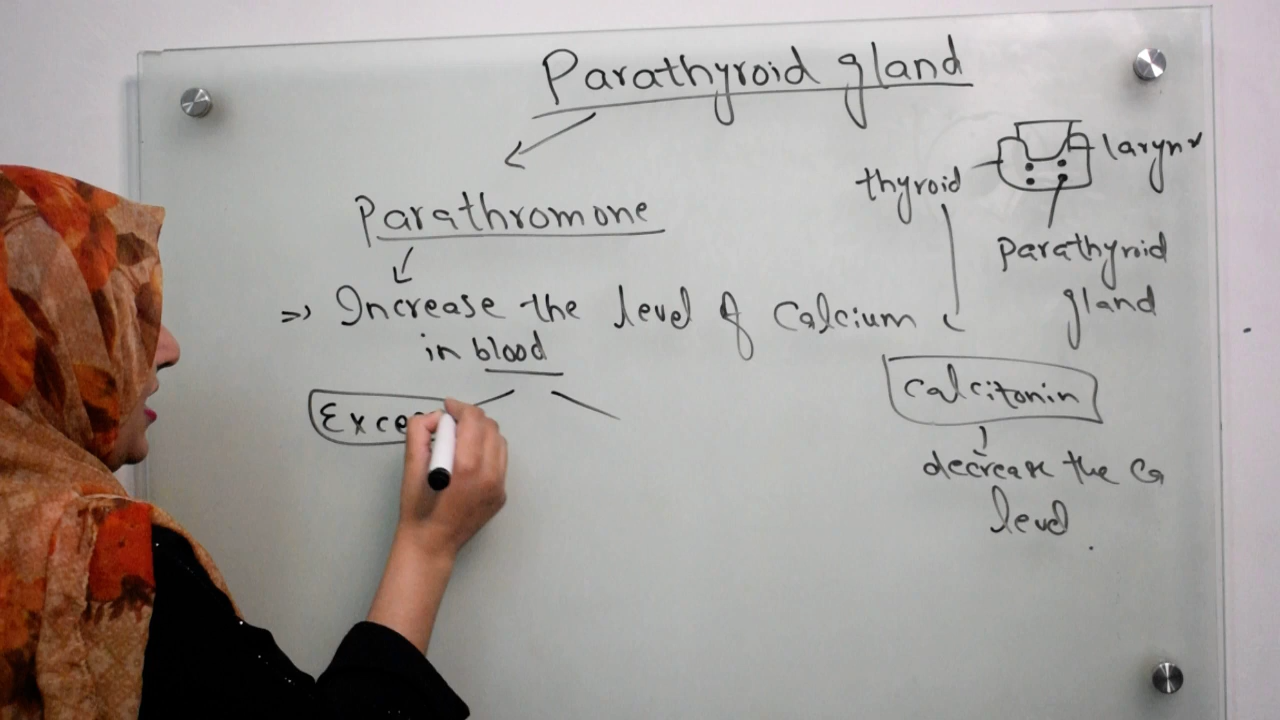 Parathyroid gland
Parathromone
=> Increase the level of Calcium
in blood
thyroid
larynx
parathyroid
gland
Calcitonin
decrease the Ca
level.